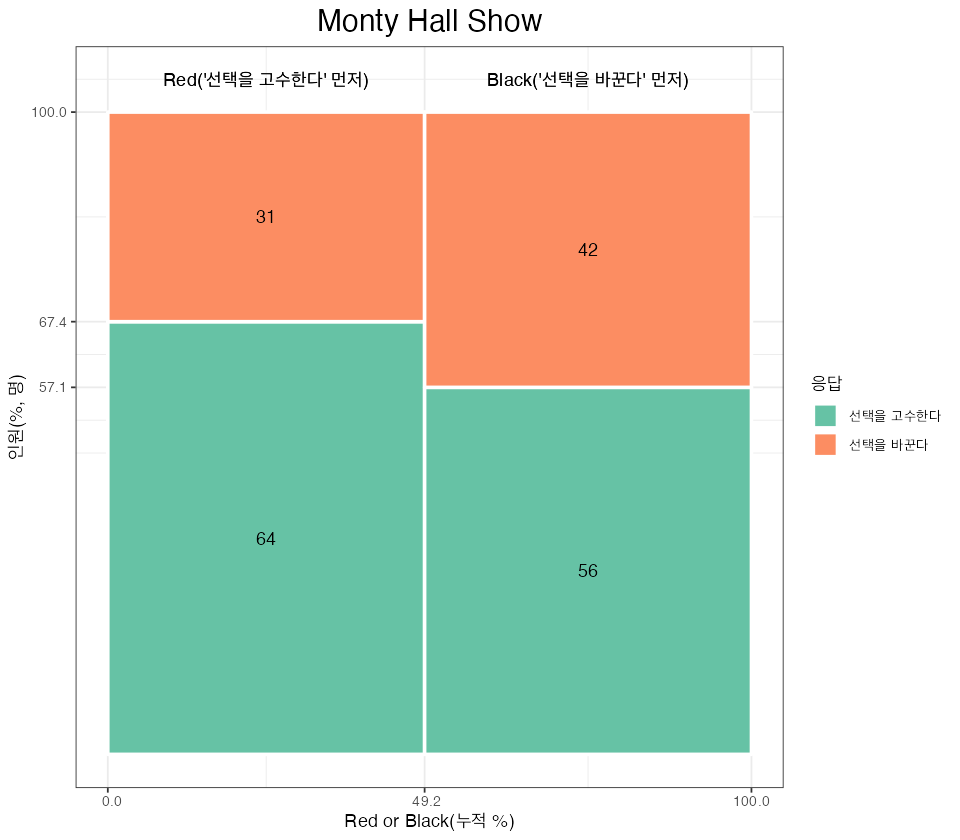 Monty Hall Show
Red('선택을 고수한다' 먼저)
Black('선택을 바꾼다' 먼저)
100.0
67.4
57.1
인원(%, 명)
31
42
64
56
응답
선택을 고수한다
선택을 바꾼다
0.0
49.2
100.0
Red or Black(누적 %)